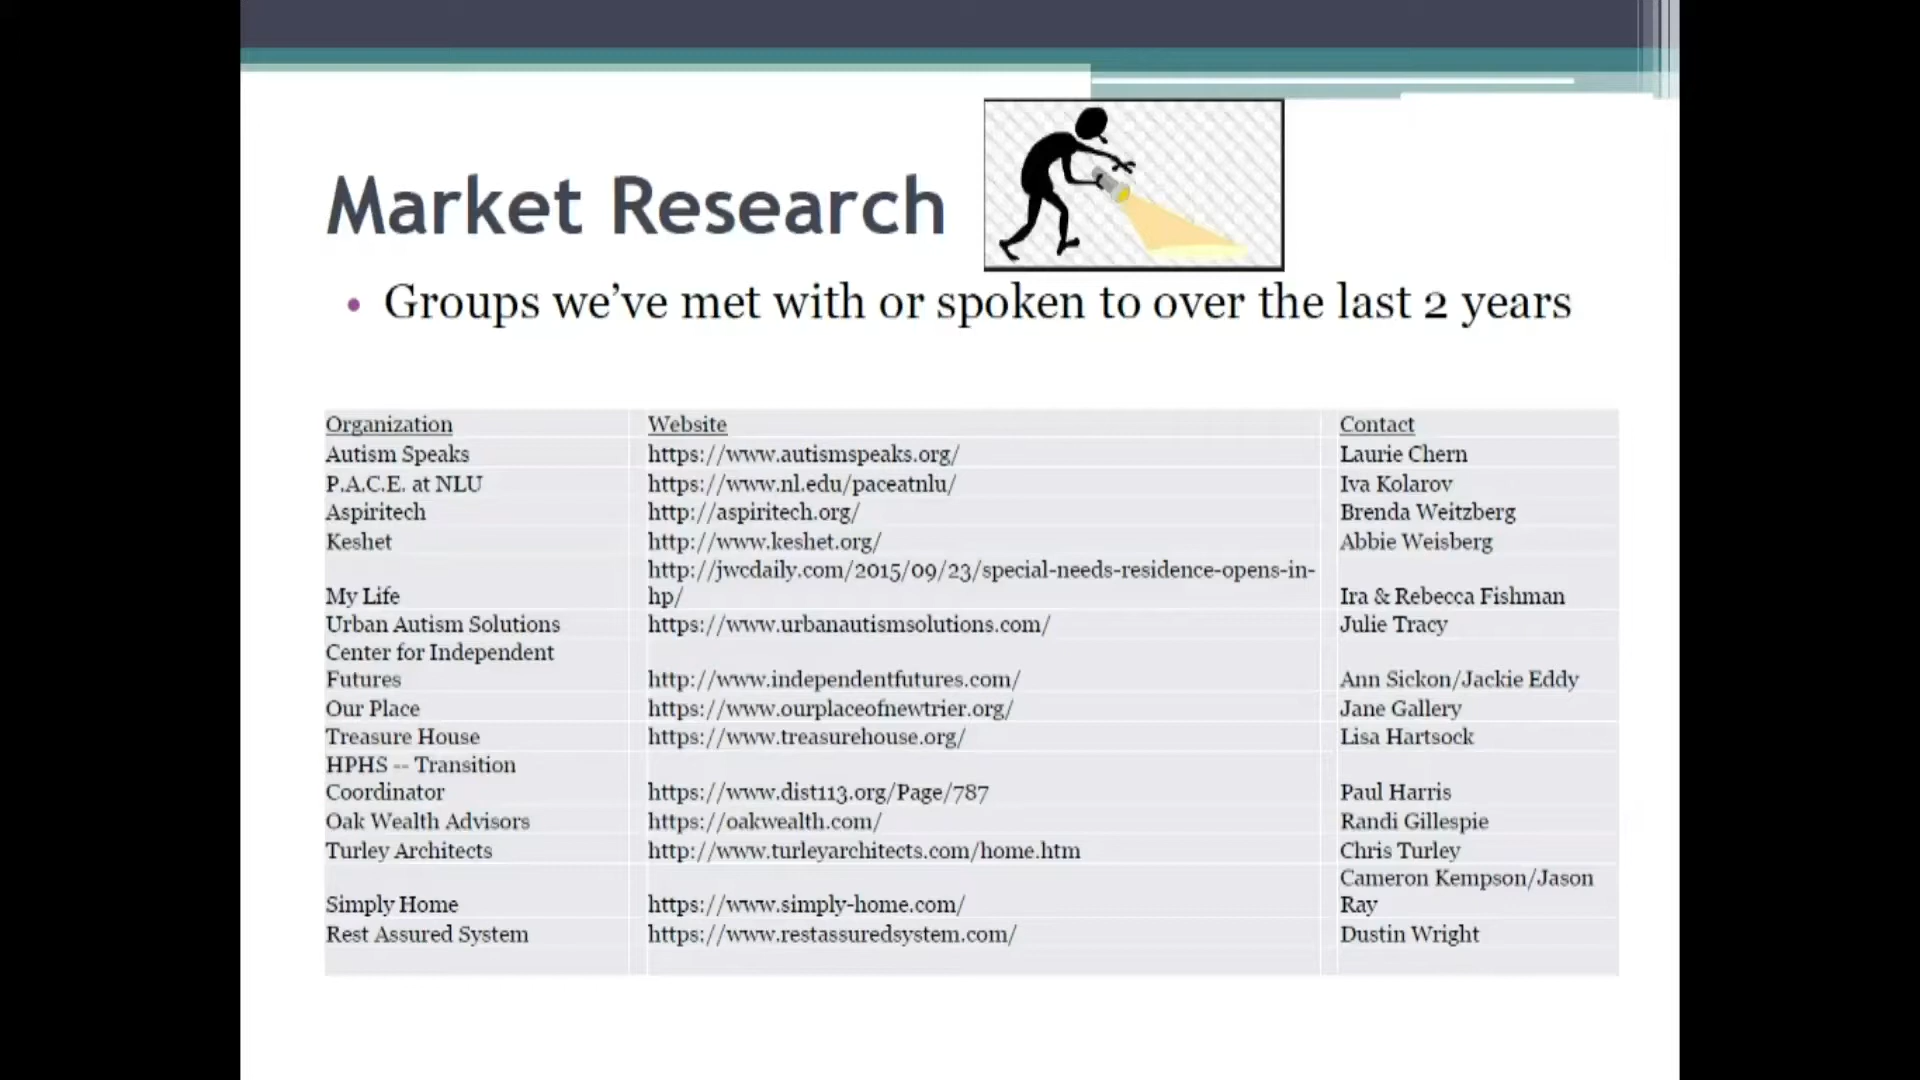 Market Research
• Groups we've met with or spoken to over the last 2 years
Organization Website Contact
Autism Speaks https://www.autismspeaks.org/ Laurie Chern
P.A.C.E. at NLU https://www.nl.edu/paceatnlu/ Iva Kolarov
Aspiritech http://aspiritech.org/ Brenda Weitzberg
Keshet http://www.keshet.org/ Abbie Weisberg
http://jwcdaily.com/2015/09/23/special-needs-residence-opens-in-
My Life hp/ Ira & Rebecca Fishman
Urban Autism Solutions https://www.urbanautismsolutions.com/ Julie Tracy
Center for Independent
Futures http://www.independentfutures.com/ Ann Sickon/Jackie Eddy
Our Place https://www.ourplaceofnewtrier.org/ Jane Gallery
Treasure House https://www.treasurehouse.org/ Lisa Hartsock
HPHS -- Transition
Coordinator https://www.dist113.org/Page/787 Paul Harris
Oak Wealth Advisors https://oakwealth.com/ Randi Gillespie
Turley Architects http://www.turleyarchitects.com/home.htm Chris Turley
Cameron Kempson/Jason
Simply Home https://www.simply-home.com/ Ray
Rest Assured System https://www.restassuredsystem.com/ Dustin Wright